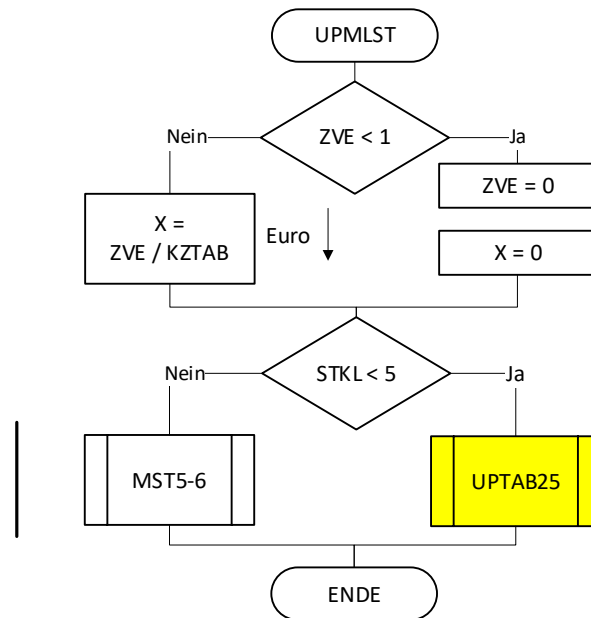 UPMLST
ZVE < 1
Nein
Ja
ZVE = 0
X =
ZVE / KZTAB
Euro
X = 0
STKL < 5
Nein
Ja
MST5-6
UPTAB25
ENDE